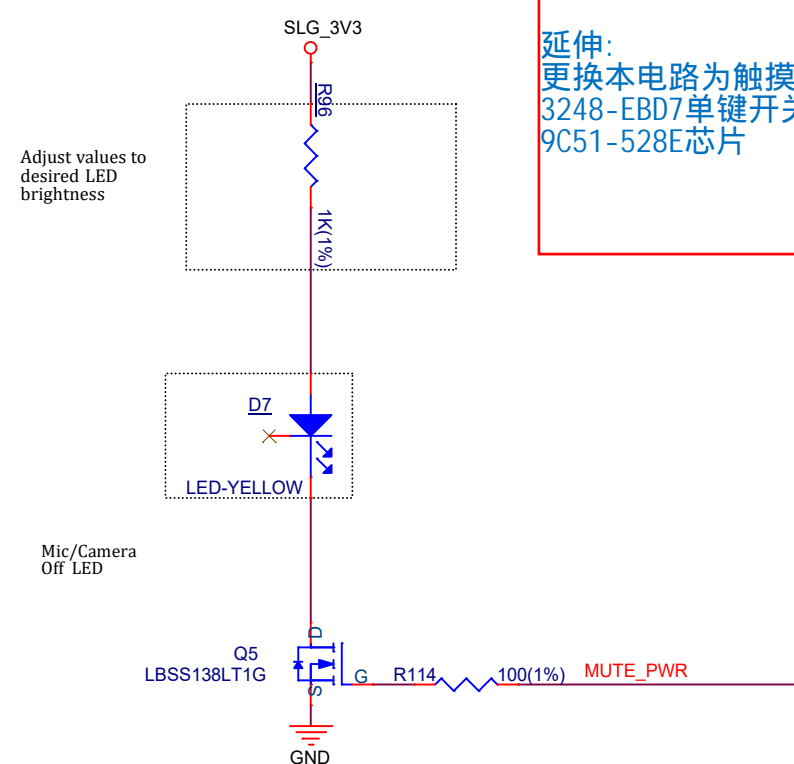 SLG_3V3
延伸:
更换本电路为触摸
3248-EBD7单键开
9C51-528E芯片
R96
Adjust values to
desired LED
brightness
1K(1%)
D7
LED-YELLOW
Mic/Camera
Off LED
D
Q5
LBSS138LT1G
G
S
R114
100(1%)
MUTE_PWR
GND